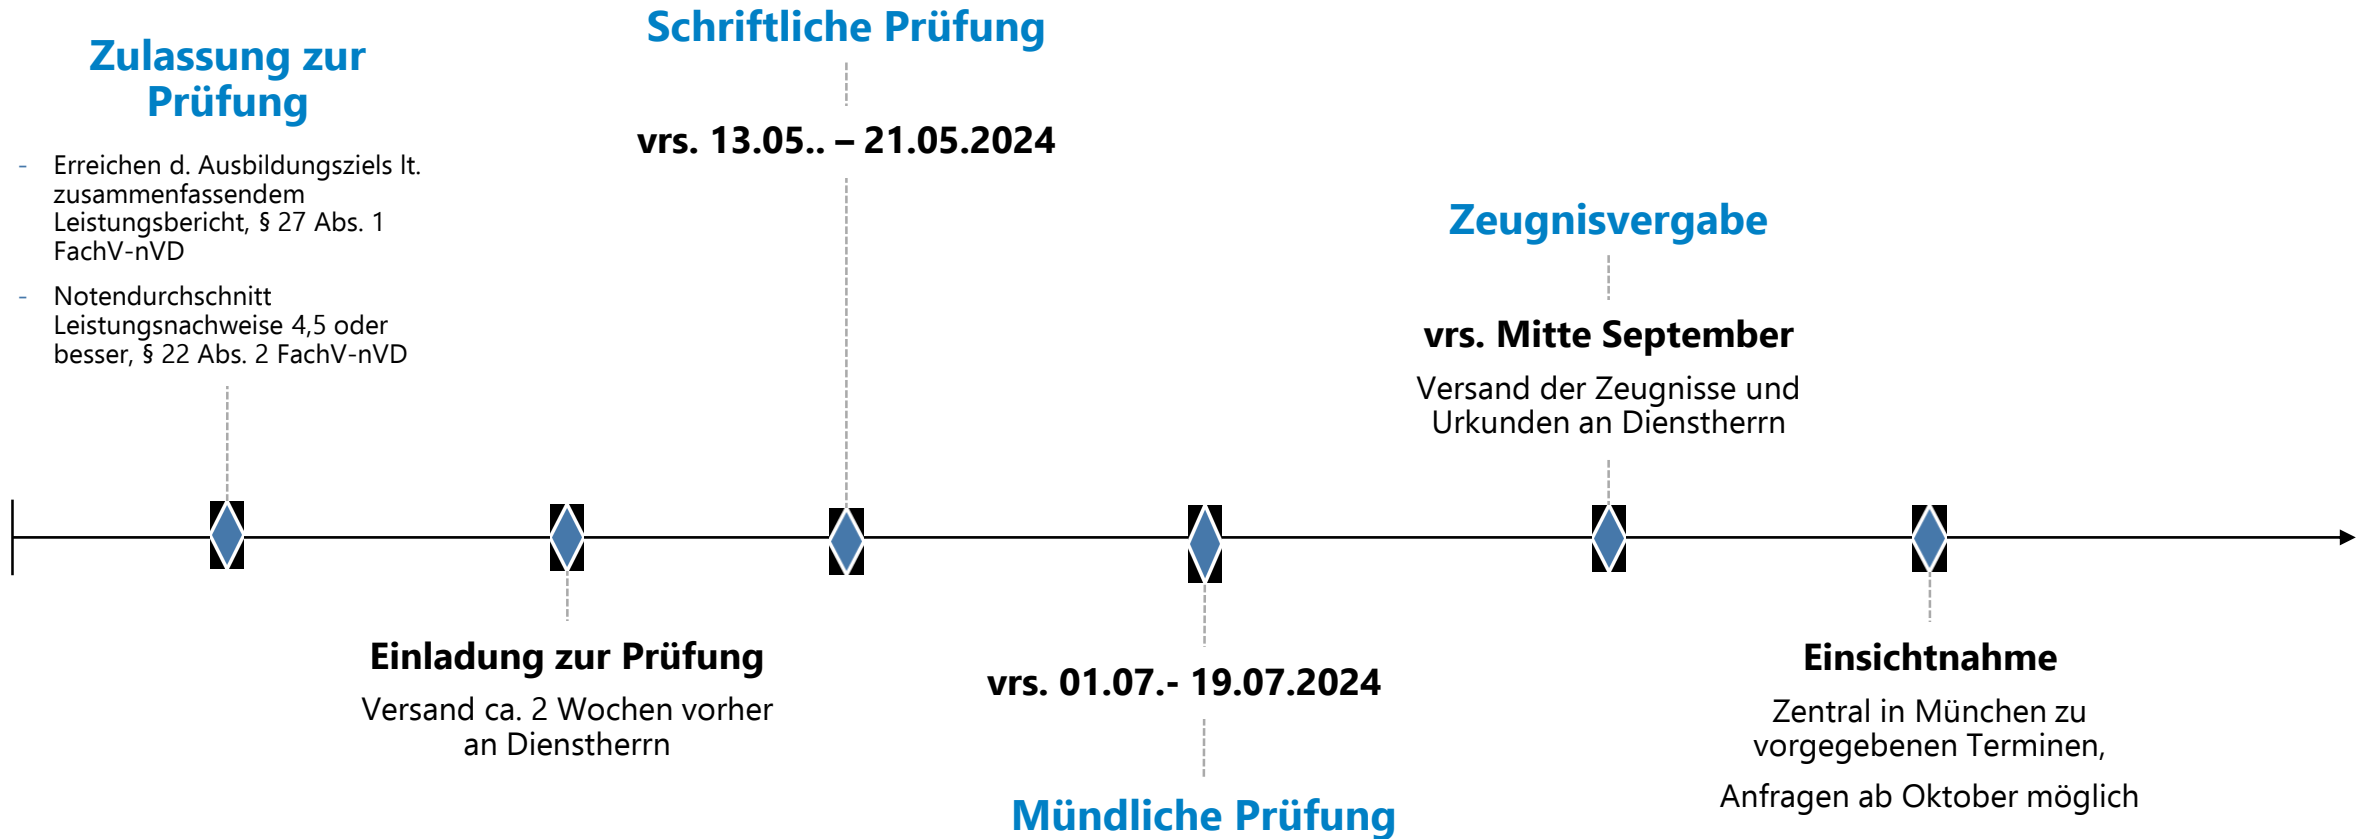 Zulassung zur
Prüfung
- Erreichen d. Ausbildungsziels lt.
zusammenfassendem
Leistungsbericht, § 27 Abs. 1
FachV-nVD
- Notendurchschnitt
Leistungsnachweise 4,5 oder
besser, § 22 Abs. 2 FachV-nVD
Einladung zur Prüfung
Versand ca. 2 Wochen vorher
an Dienstherrn
Schriftliche Prüfung
vrs. 13.05.. – 21.05.2024
vrs. 01.07.- 19.07.2024
Mündliche Prüfung
Zeugnisvergabe
vrs. Mitte September
Versand der Zeugnisse und
Urkunden an Dienstherrn
Einsichtnahme
Zentral in München zu
vorgegebenen Terminen,
Anfragen ab Oktober möglich